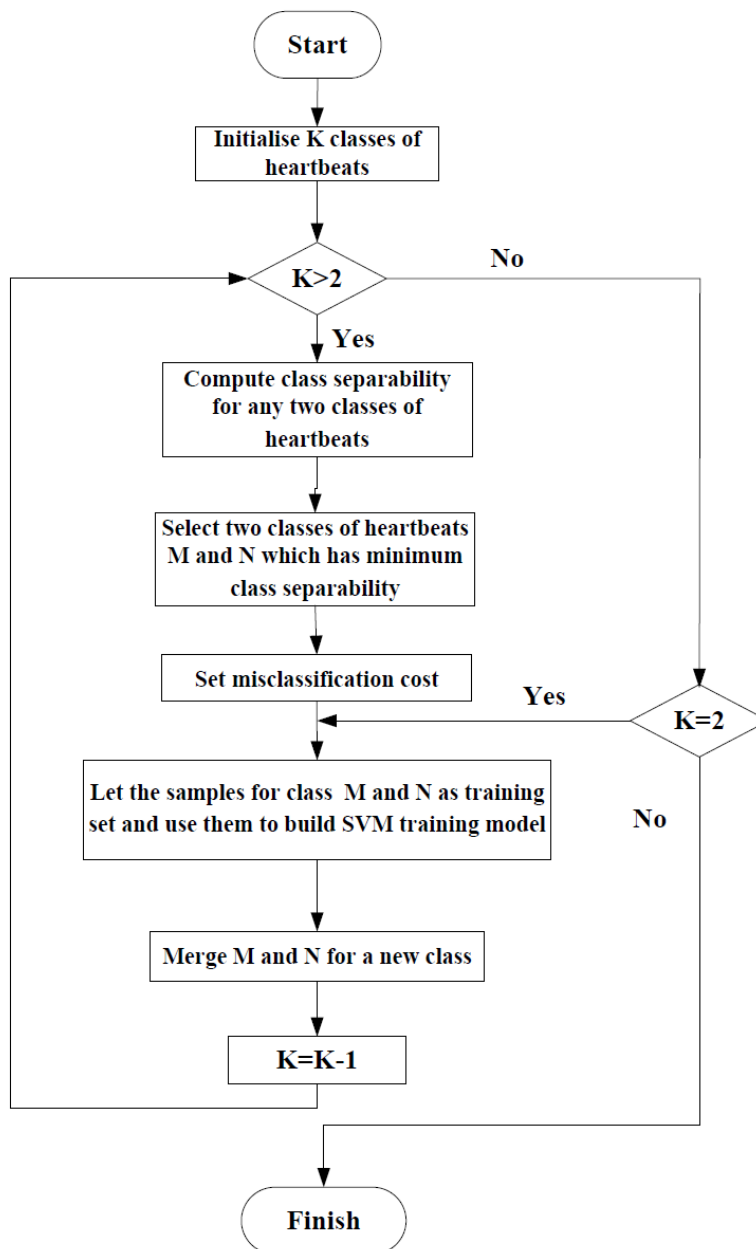 Start
Initialise K classes of
heartbeats
K>2
No
Yes
Compute class separability
for any two classes of
heartbeats
Select two classes of heartbeats
M and N which has minimum
class separability
Set misclassification cost
Yes
K=2
Let the samples for class M and N as training
set and use them to build SVM training model
No
Merge M and N for a new class
K=K-1
Finish